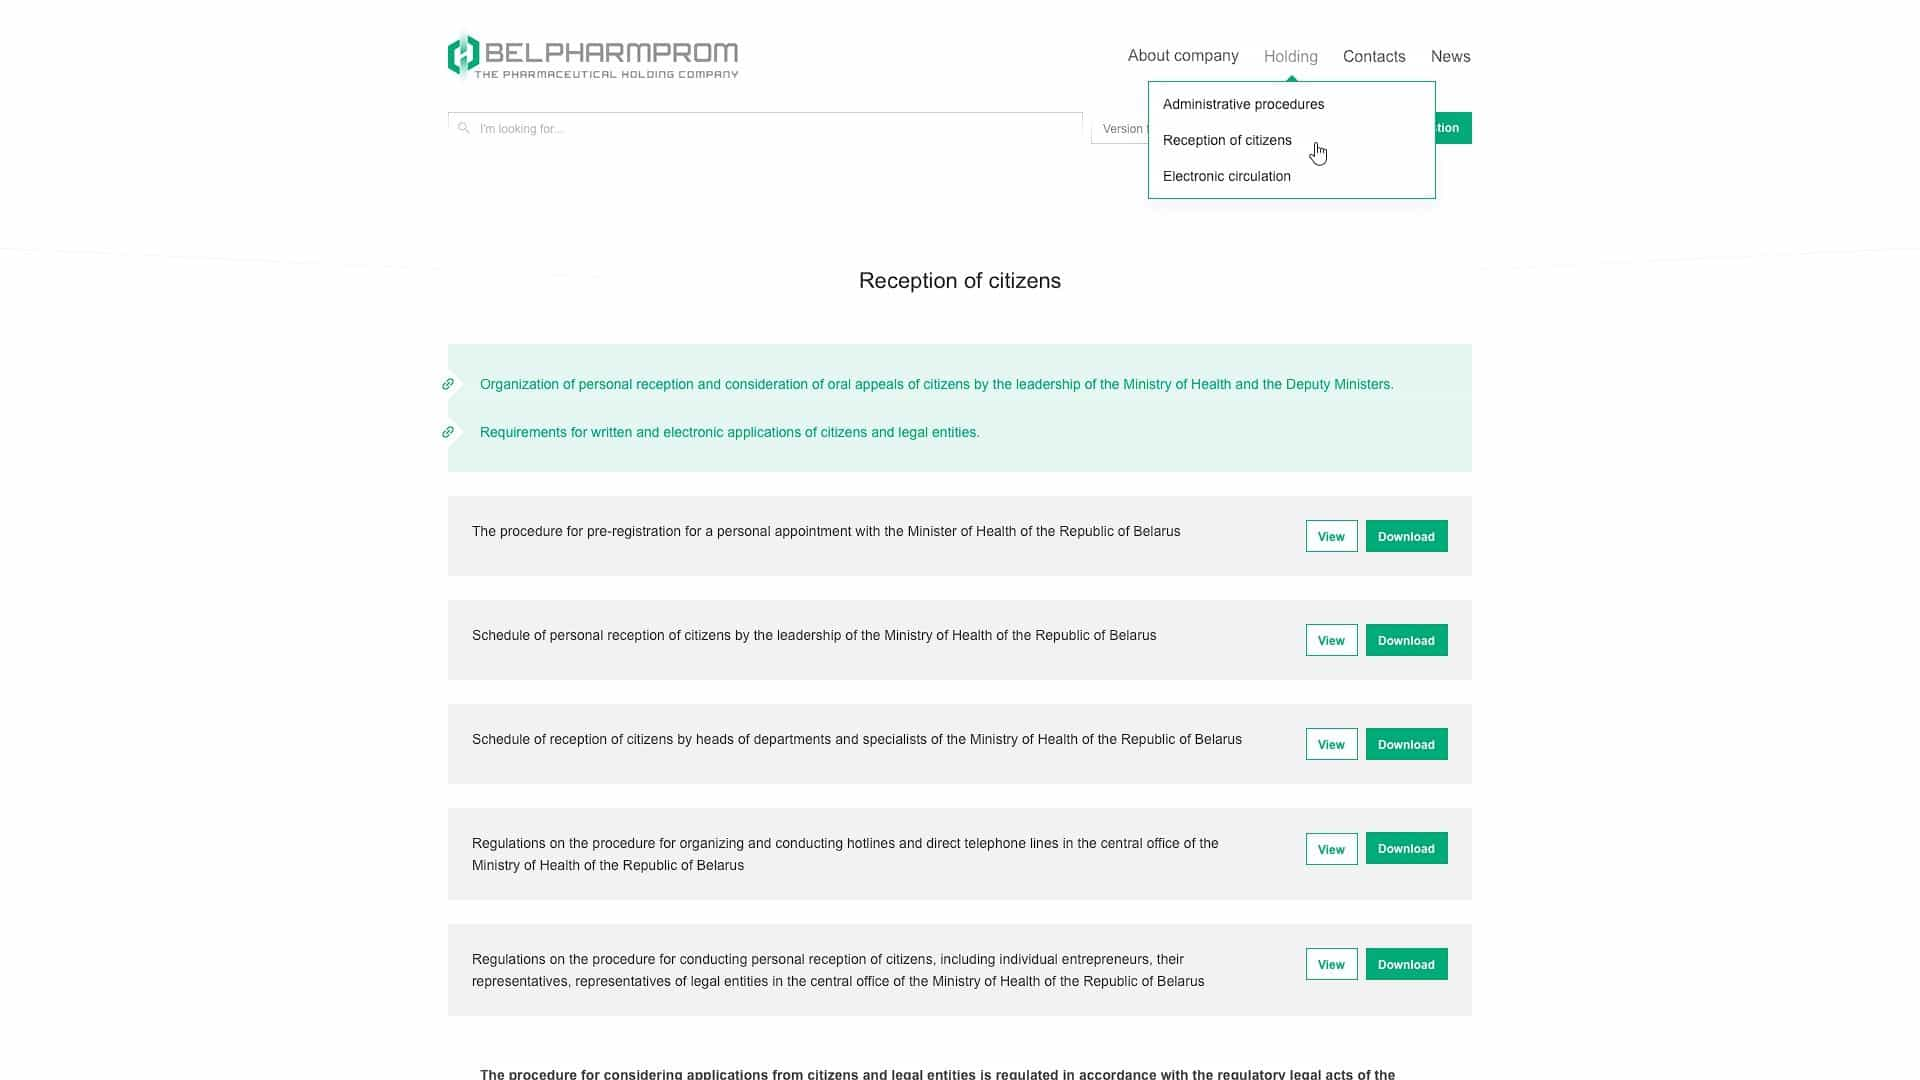 BELPHARMPROM
THE PHARMACEUTICAL HOLDING COMPANY
About company
Holding
Contacts
News
I'm looking for...
Version
Administrative procedures
Reception of citizens
Electronic circulation
Reception of citizens
Organization of personal reception and consideration of oral appeals of citizens by the leadership of the Ministry of Health and the Deputy Ministers.
Requirements for written and electronic applications of citizens and legal entities.
The procedure for pre-registration for a personal appointment with the Minister of Health of the Republic of Belarus
View
Download
Schedule of personal reception of citizens by the leadership of the Ministry of Health of the Republic of Belarus
View
Download
Schedule of reception of citizens by heads of departments and specialists of the Ministry of Health of the Republic of Belarus
View
Download
Regulations on the procedure for organizing and conducting hotlines and direct telephone lines in the central office of the
Ministry of Health of the Republic of Belarus
View
Download
Regulations on the procedure for conducting personal reception of citizens, including individual entrepreneurs, their
representatives, representatives of legal entities in the central office of the Ministry of Health of the Republic of Belarus
View
Download
The procedure for considering applications from citizens and legal entities is regulated in accordance with the regulatory legal acts of the